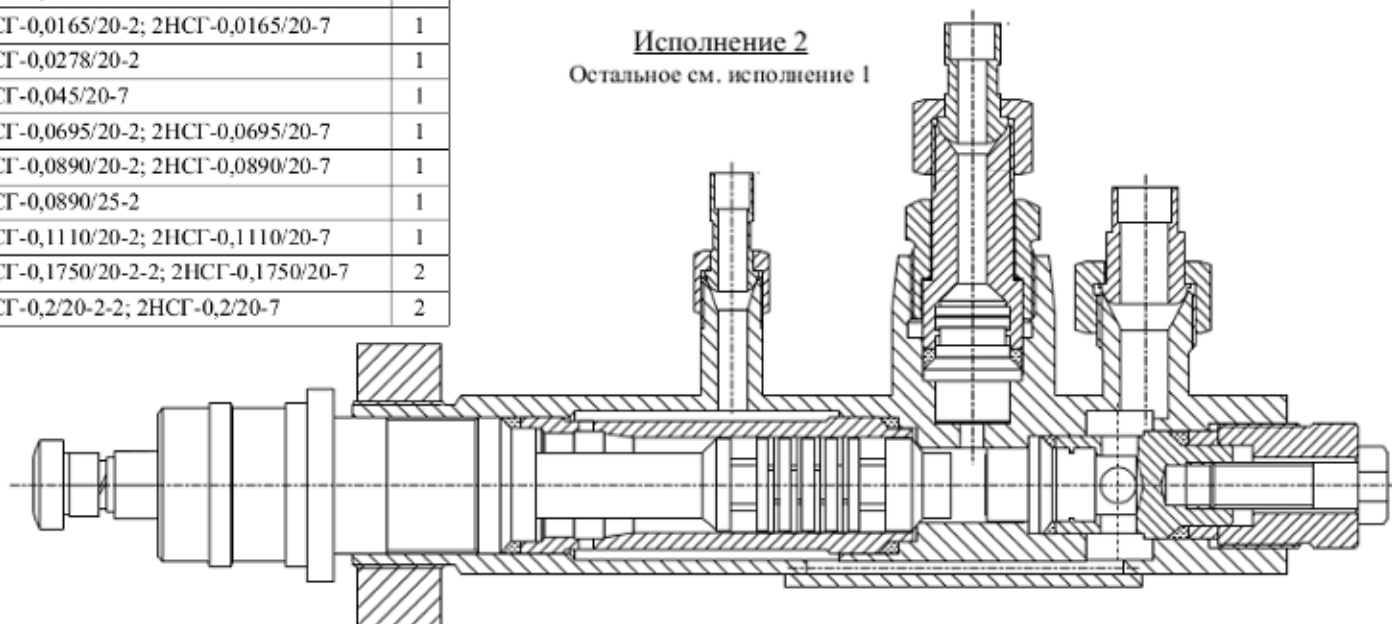 СГ-0,0165/20-2; 2НСГ-0,0165/20-7 1
СГ-0,0278/20-2 1
СГ-0,045/20-7 1
СГ-0,0695/20-2; 2НСГ-0,0695/20-7 1
СГ-0,0890/20-2; 2НСГ-0,0890/20-7 1
СГ-0,0890/25-2 1
СГ-0,1110/20-2; 2НСГ-0,1110/20-7 1
СГ-0,1750/20-2-2; 2НСГ-0,1750/20-7 2
СГ-0,2/20-2-2; 2НСГ-0,2/20-7 2
Исполнение 2
Остальное см. исполнение 1